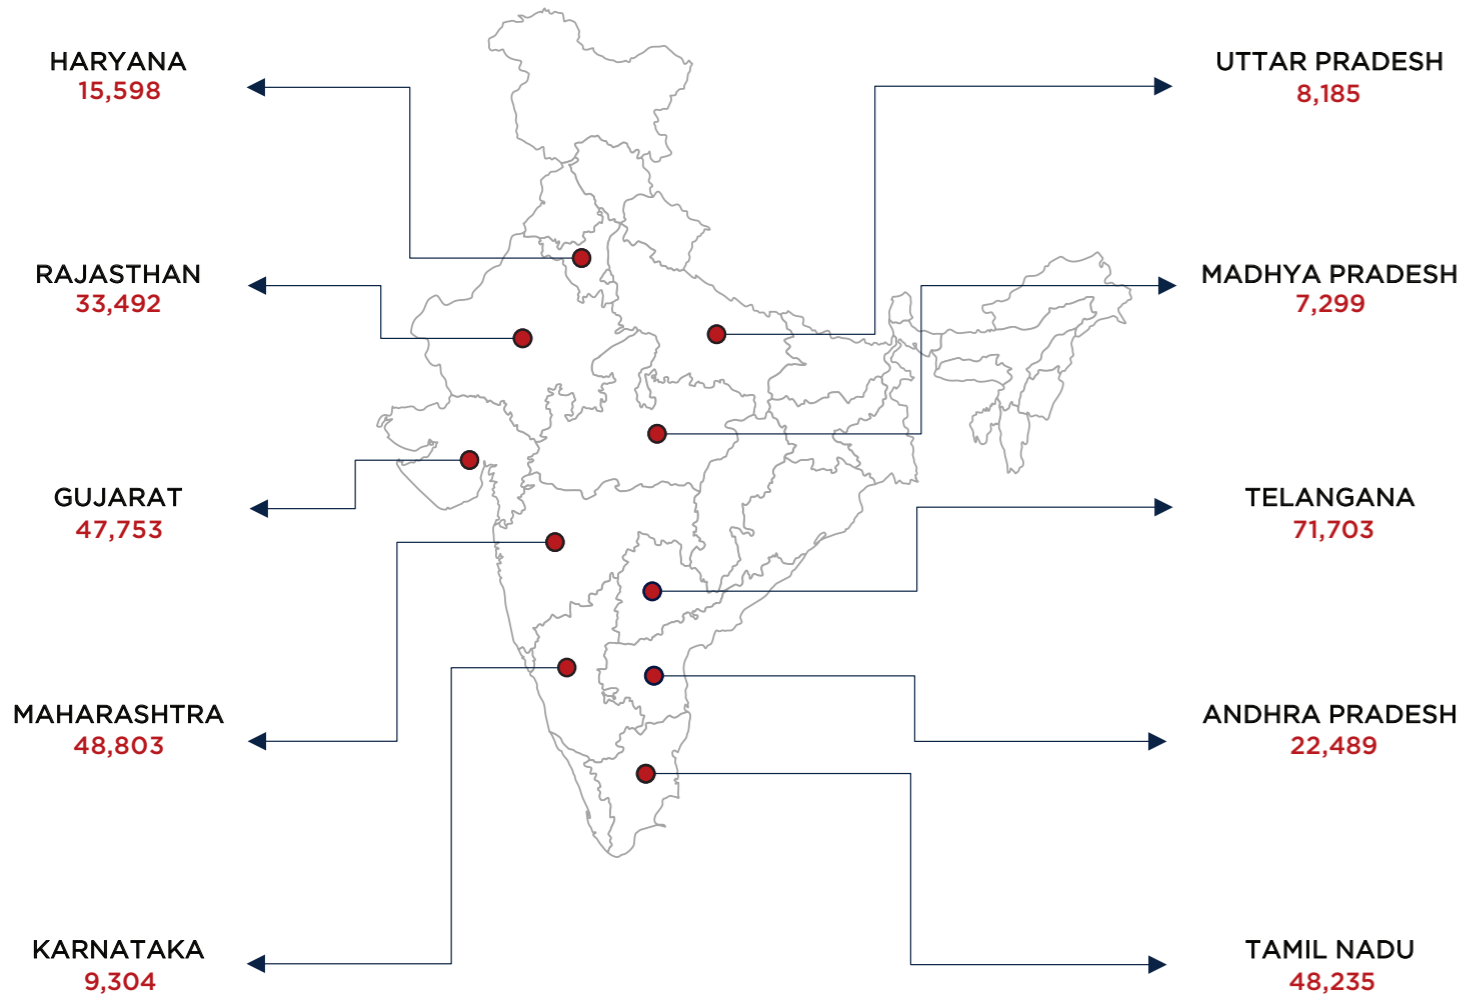 HARYANA
15,598
UTTAR PRADESH
8,185
RAJASTHAN
33,492
MADHYA PRADESH
7,299
GUJARAT
47,753
TELANGANA
71,703
MAHARASHTRA
48,803
ANDHRA PRADESH
22,489
KARNATAKA
9,304
TAMIL NADU
48,235